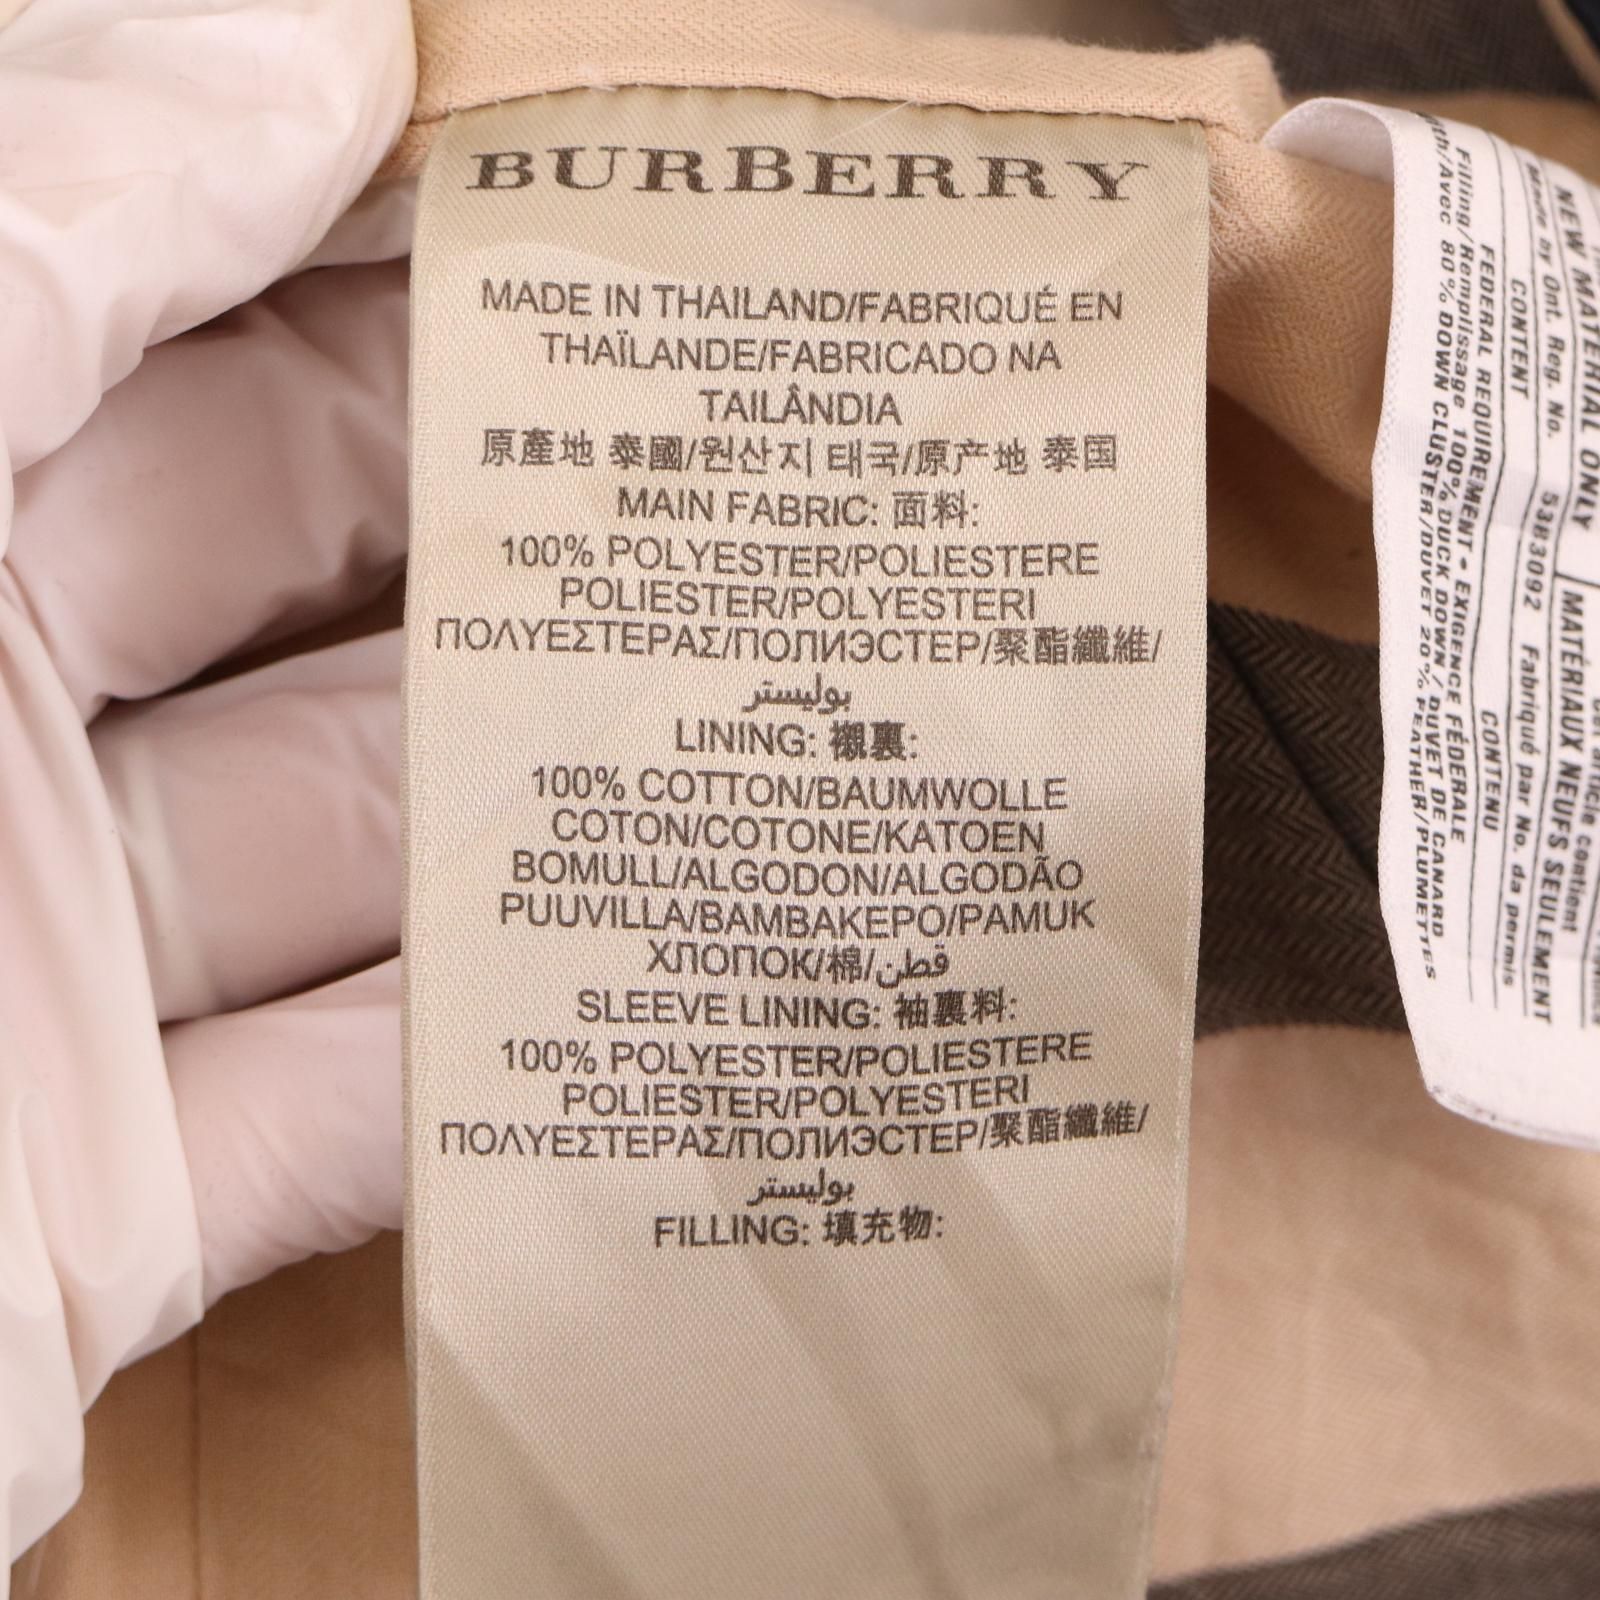 BURBERRY
MADE IN THAILAND/FABRIQUÉ EN
THAÏLANDE/FABRICADO NA
TAILÂNDIA
原產地 泰國/원산지 태국/原产地 泰国
MAIN FABRIC: 面料:
100% POLYESTER/POLIESTERE
POLIESTER/POLYESTERI
ΠΟΛΥΕΣΤΕΡΑΣ/ПОЛИЭСТЕР/聚酯纖維/
بوليستر
LINING: 襯裏:
100% COTTON/BAUMWOLLE
COTON/COTONE/KATOEN
BOMULL/ALGODON/ALGODÃO
PUUVILLA/BAMBAKEPO/PAMUK
ХЛОПОК/棉/قطن
SLEEVE LINING: 袖裏料:
100% POLYESTER/POLIESTERE
POLIESTER/POLYESTERI
ΠΟΛΥΕΣΤΕΡΑΣ/ПОЛИЭСТЕР/聚酯纖維/
بوليستر
FILLING: 填充物:
NEW MATERIAL ONLY MATÉRIAUX NEUFS SEULEMENT
Made by Ont. Reg. No. 53B3092 Fabriqué par No. da permis
CONTENT CONTENU
FEDERAL REQUIREMENT • EXIGENCE FÉDÉRALE
Filling/Remplissage 100% DUCK DOWN / DUVET DE CANARD
80% DOWN CLUSTER/DUVET 20% FEATHER/PLUMETTES
article contient